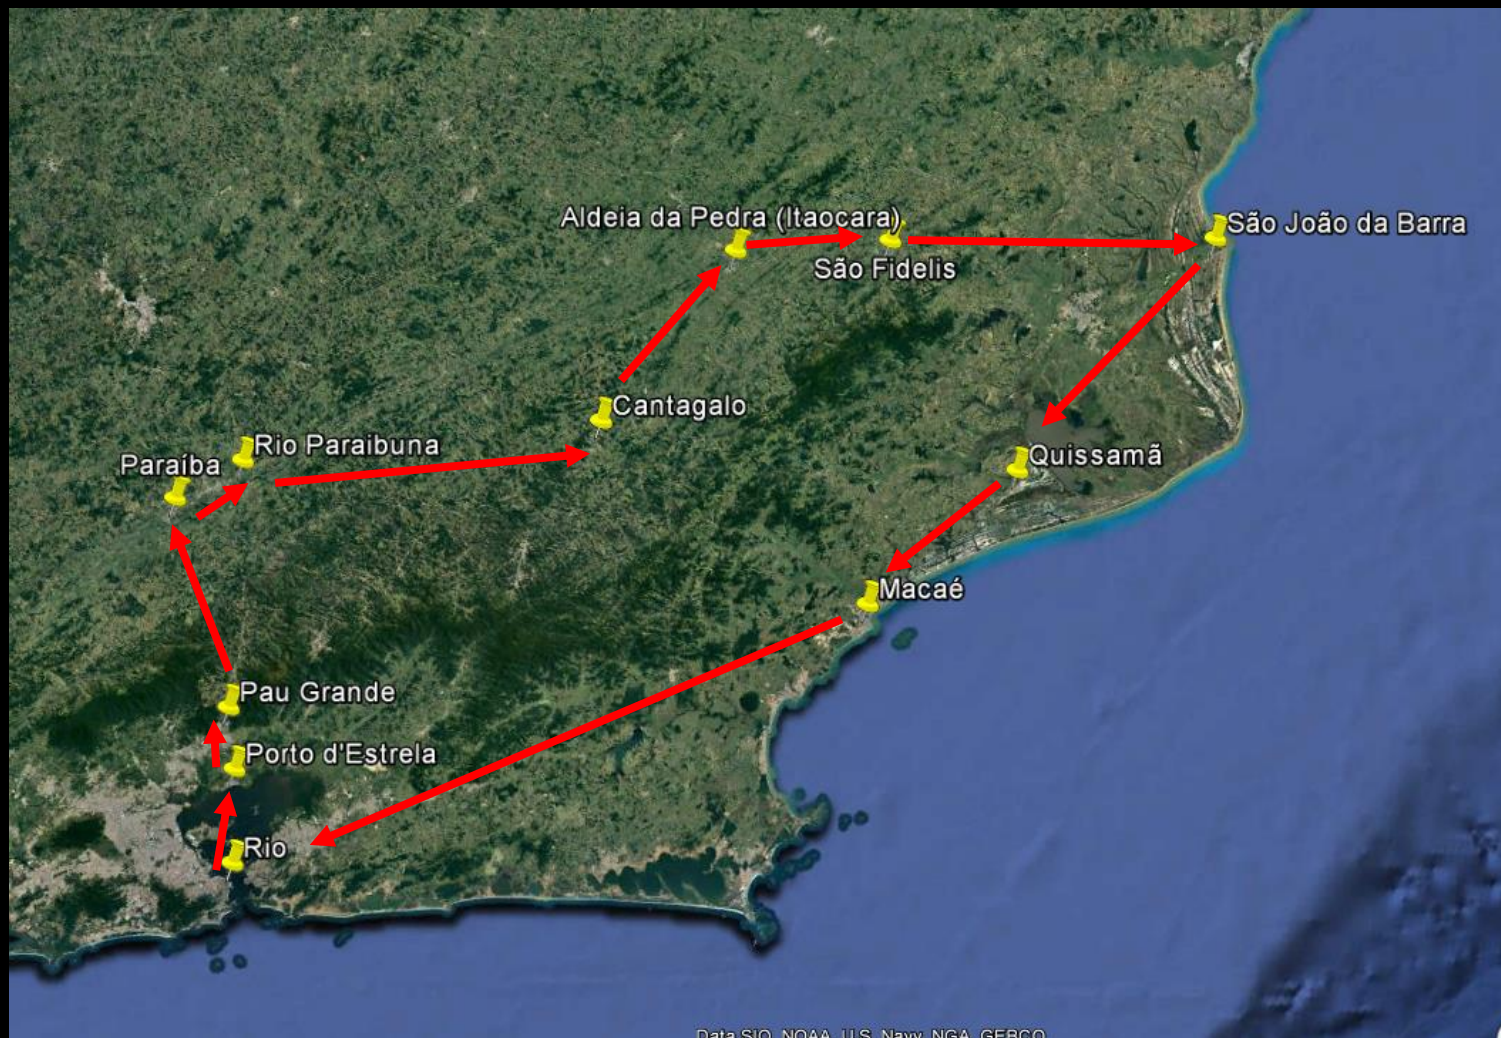 Aldeia da Pedra (Itaocara)
São João da Barra
São Fidelis
Cantagalo
Rio Paraibuna
Paraíba
Quissamã
Macaé
Pau Grande
Porto d'Estrela
Rio
Data SIO, NOAA, U.S. Navy, NGA, GEBCO